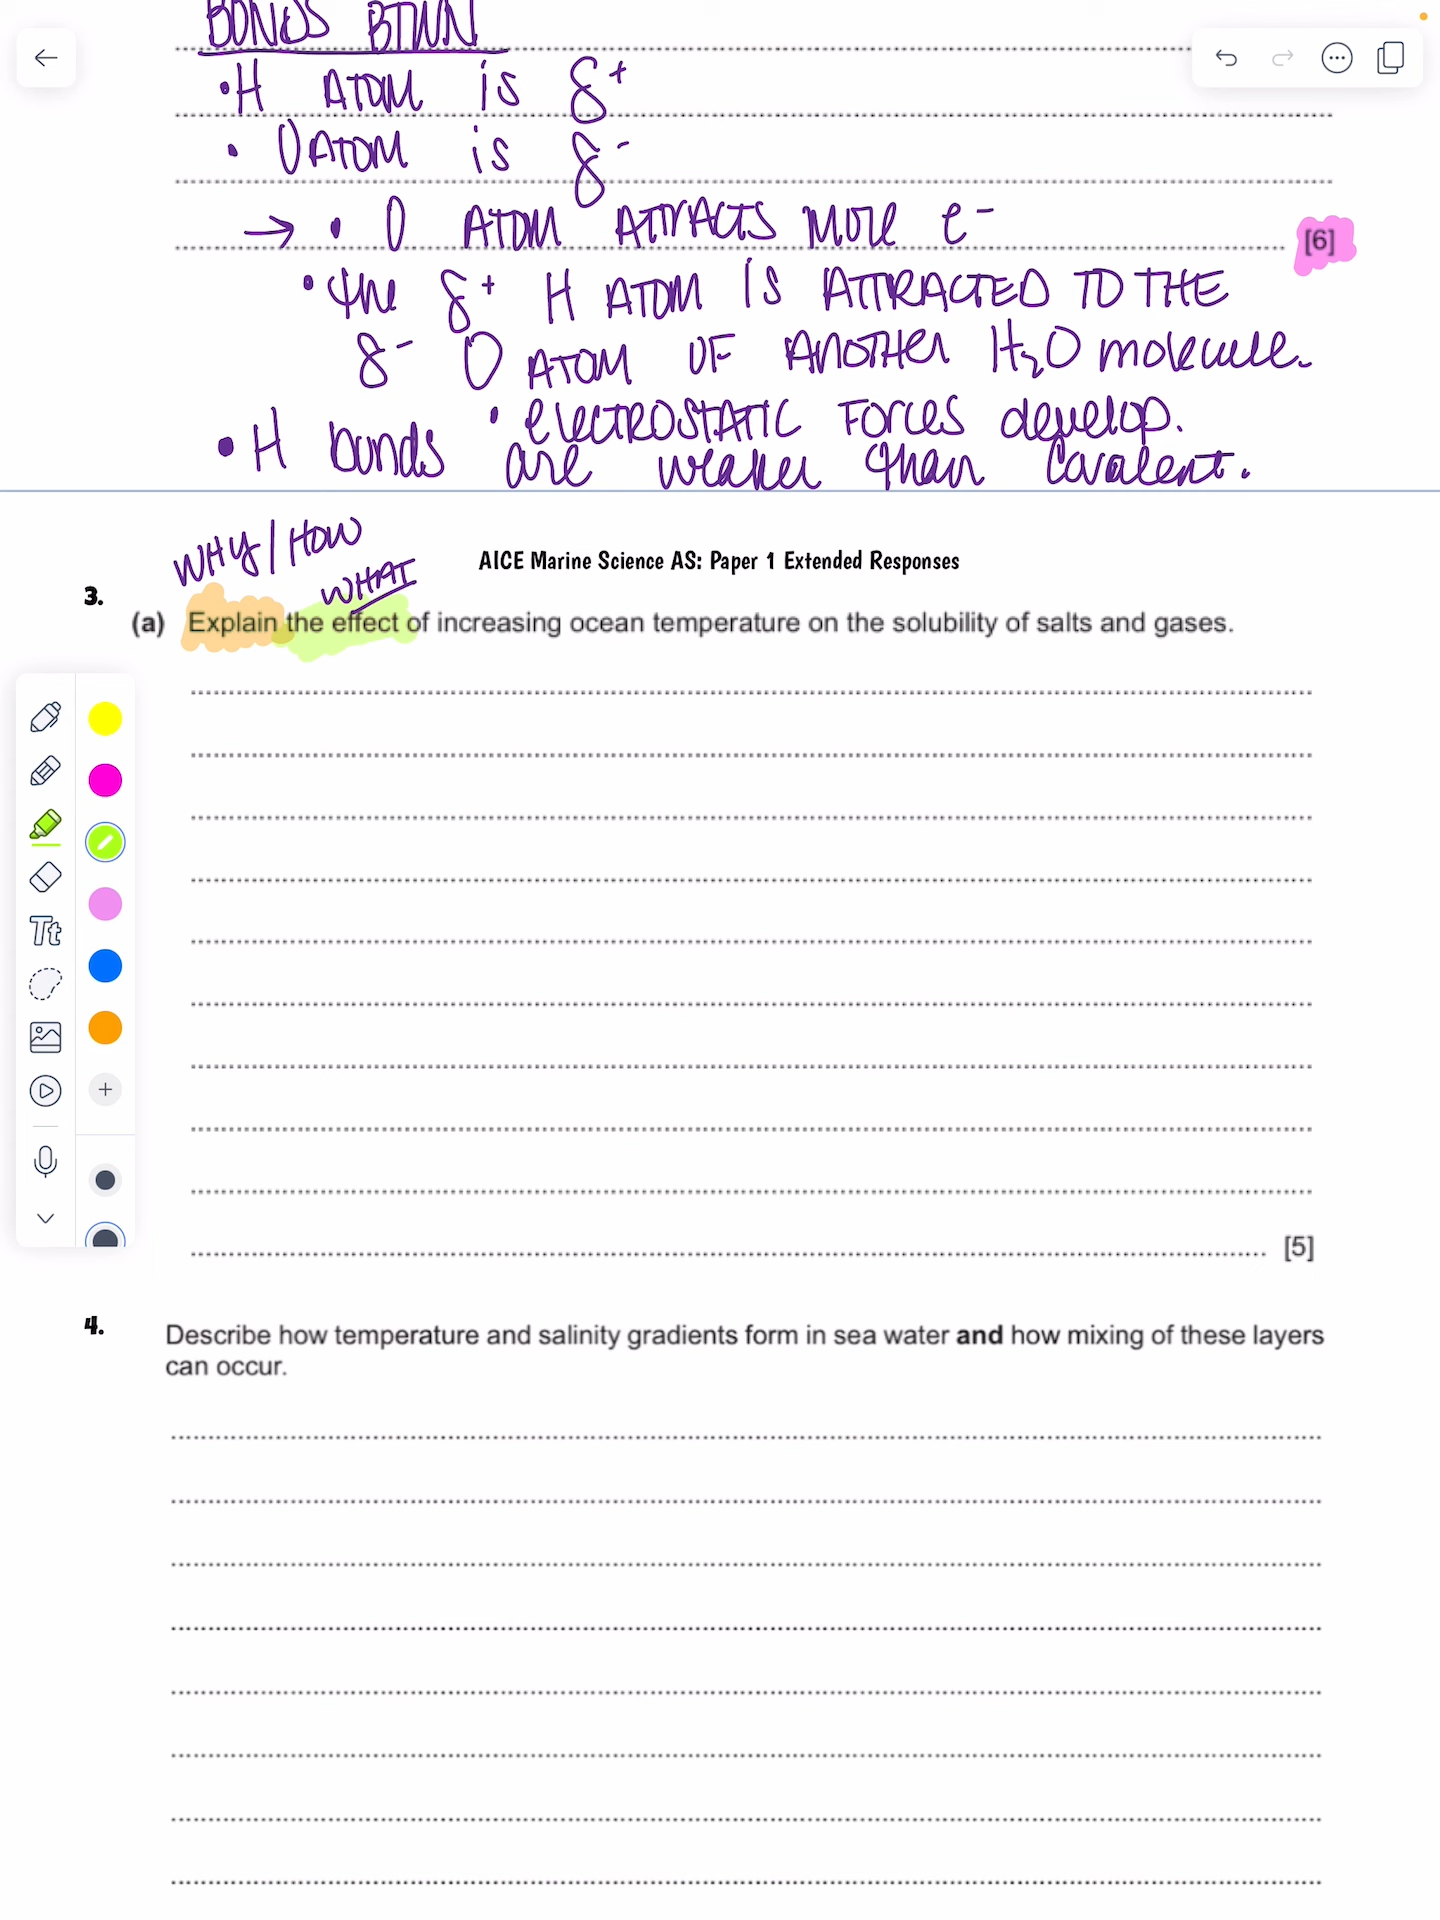 BONDS BTWN
•H ATOM is δ+
• O ATOM is δ-
→ • O ATOM ATTRACTS MORE e- [6]
• the δ+ H ATOM IS ATTRACTED TO THE
δ- O ATOM OF ANOTHER H₂O molecule.
• electrostatic forces develop.
• H bonds are weaker than covalent.
WHY/HOW
AICE Marine Science AS: Paper 1 Extended Responses
WHAT
3.
(a) Explain the effect of increasing ocean temperature on the solubility of salts and gases.
Tt
[5]
4. Describe how temperature and salinity gradients form in sea water and how mixing of these layers
can occur.